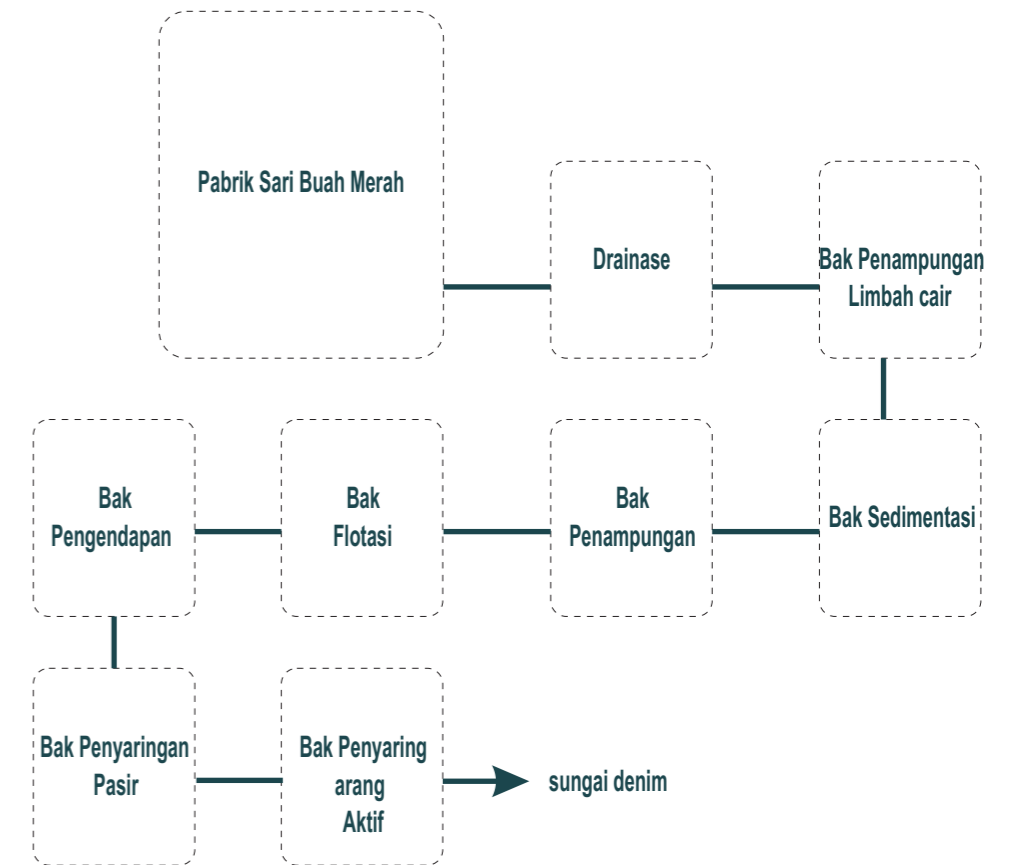 Pabrik Sari Buah Merah
Drainase
Bak Penampungan
Limbah cair
Bak Sedimentasi
Bak
Penampungan
Bak
Flotasi
Bak
Pengendapan
Bak Penyaringan
Pasir
Bak Penyaring
arang
Aktif
sungai denim